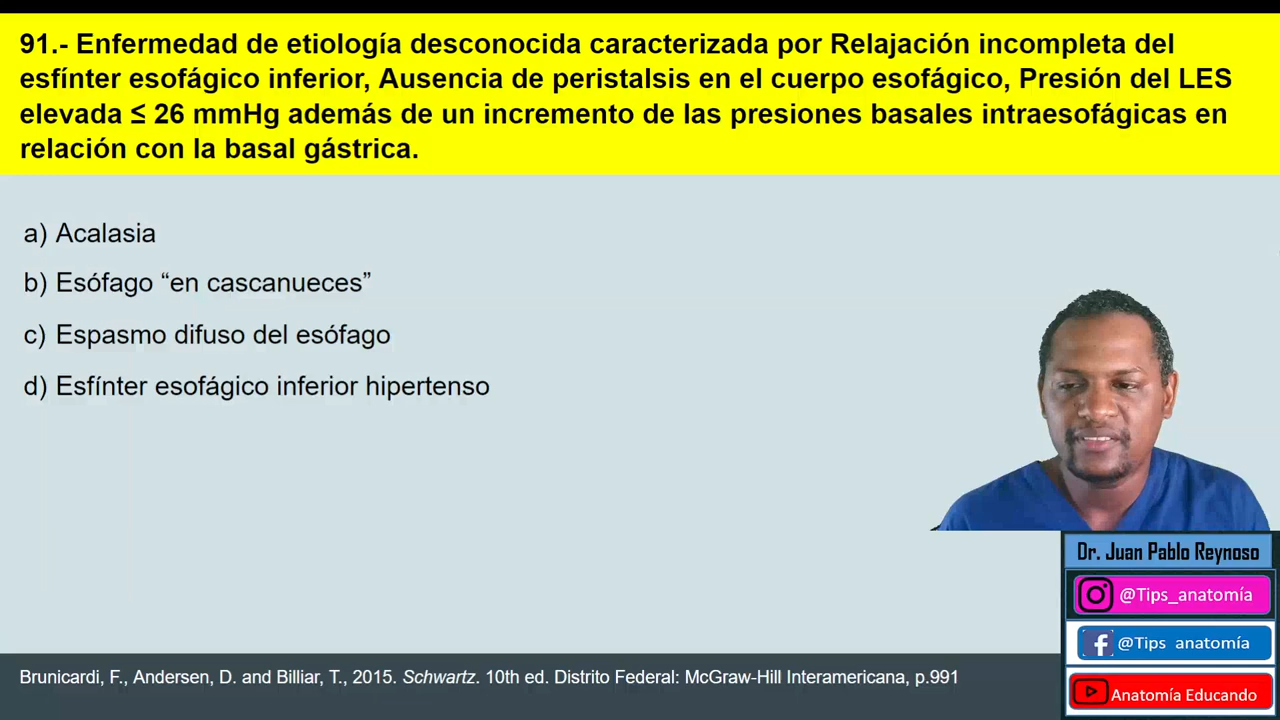 91.- Enfermedad de etiología desconocida caracterizada por Relajación incompleta del
esfínter esofágico inferior, Ausencia de peristalsis en el cuerpo esofágico, Presión del LES
elevada ≤ 26 mmHg además de un incremento de las presiones basales intraesofágicas en
relación con la basal gástrica.
a) Acalasia
b) Esófago “en cascanueces”
c) Espasmo difuso del esófago
d) Esfínter esofágico inferior hipertenso
Dr. Juan Pablo Reynoso
@Tips_anatomía
@Tips anatomía
Anatomía Educando
Brunicardi, F., Andersen, D. and Billiar, T., 2015. Schwartz. 10th ed. Distrito Federal: McGraw-Hill Interamericana, p.991